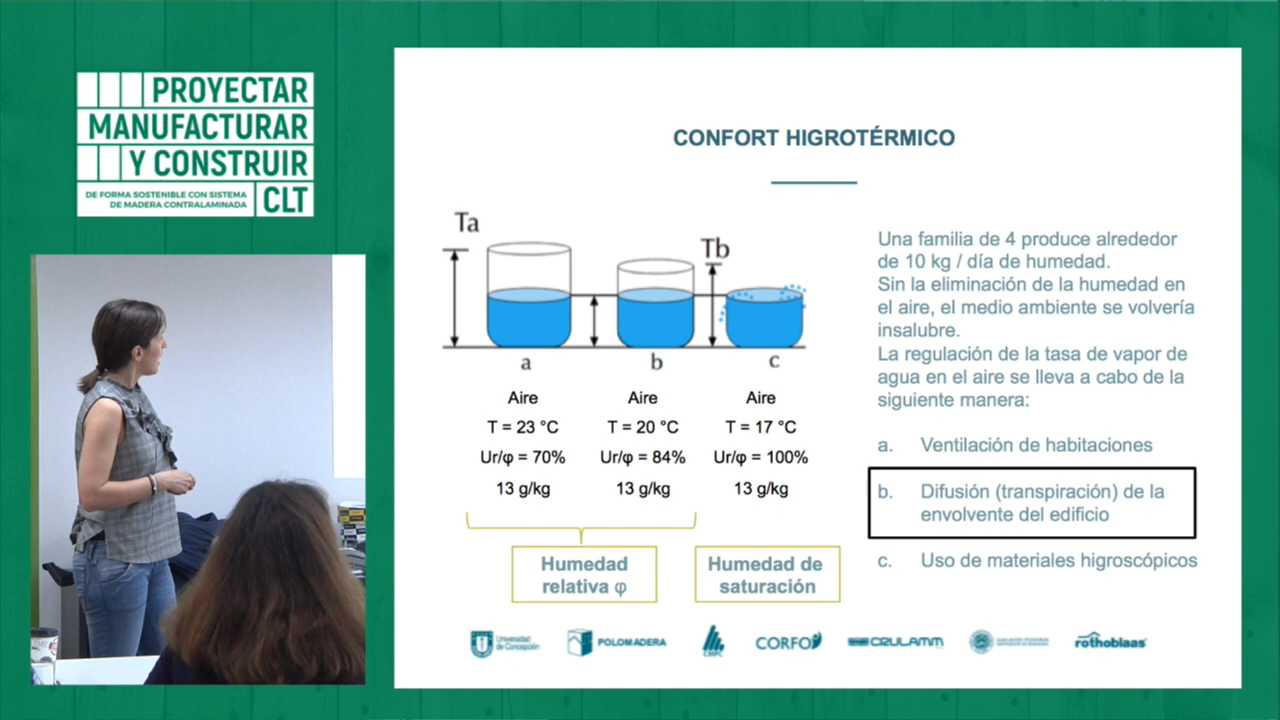 PROYECTAR
MANUFACTURAR
Y CONSTRUIR
DE FORMA SOSTENIBLE CON SISTEMA
DE MADERA CONTRALAMINADA
CLT
CONFORT HIGROTÉRMICO
Ta
Tb
a
b
c
Aire
Aire
Aire
T = 23 °C
T = 20 °C
T = 17 °C
Ur/φ = 70%
Ur/φ = 84%
Ur/φ = 100%
13 g/kg
13 g/kg
13 g/kg
Humedad
relativa φ
Humedad de
saturación
Una familia de 4 produce alrededor
de 10 kg / día de humedad.
Sin la eliminación de la humedad en
el aire, el medio ambiente se volvería
insalubre.
La regulación de la tasa de vapor de
agua en el aire se lleva a cabo de la
siguiente manera:
a. Ventilación de habitaciones
b. Difusión (transpiración) de la
envolvente del edificio
c. Uso de materiales higroscópicos
Universidad
de Concepción
POLOMADERA
CMPC
CORFO
CRULAMM
rothoblaas